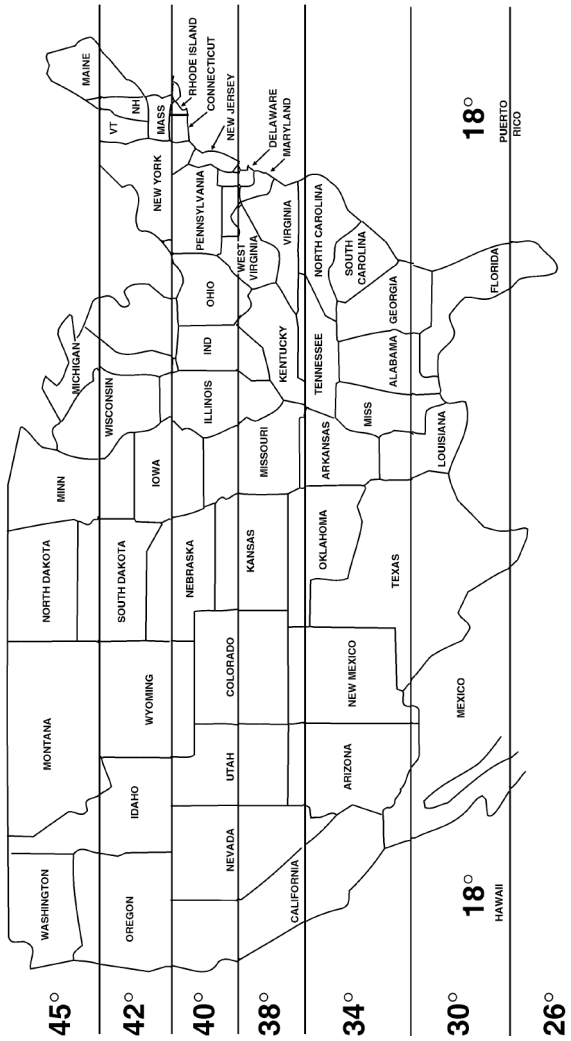 45°
42°
40°
38°
34°
30°
26°
WASHINGTON
OREGON
CALIFORNIA
NEVADA
IDAHO
MONTANA
WYOMING
UTAH
ARIZONA
COLORADO
NEW MEXICO
NORTH DAKOTA
SOUTH DAKOTA
NEBRASKA
KANSAS
OKLAHOMA
TEXAS
MEXICO
MINN
IOWA
MISSOURI
ARKANSAS
LOUISIANA
WISCONSIN
MICHIGAN
ILLINOIS
IND
OHIO
KENTUCKY
TENNESSEE
MISS
ALABAMA
GEORGIA
FLORIDA
SOUTH
CAROLINA
NORTH CAROLINA
VIRGINIA
WEST
VIRGINIA
PENNSYLVANIA
NEW YORK
VT
NH
MAINE
MASS
RHODE ISLAND
CONNECTICUT
NEW JERSEY
DELAWARE
MARYLAND
18°
HAWAII
18°
PUERTO
RICO